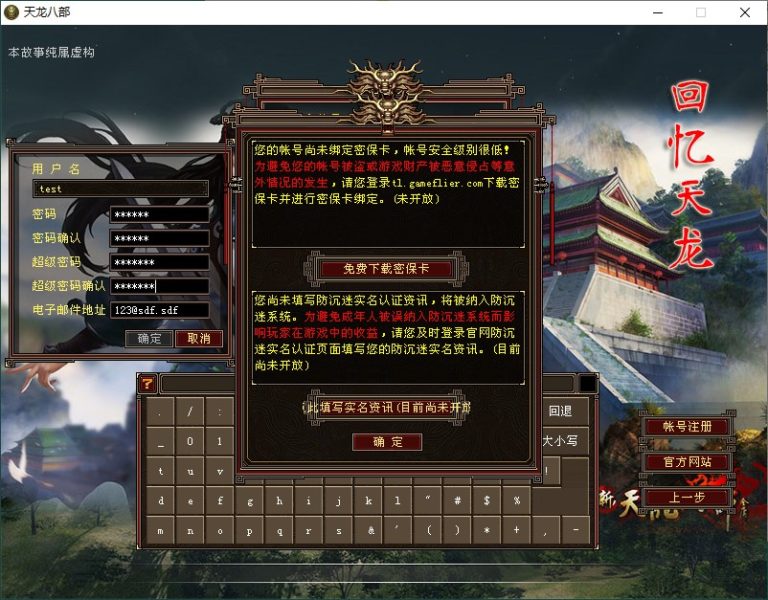 天龙八部
本故事纯属虚构
回忆天龙
用户名
test
密码
******
密码确认
******
超级密码
*******
超级密码确认
*******
电子邮件地址
123@sdf.sdf
确定
取消
您的帐号尚未绑定密保卡，帐号安全级别很低！
为避免您的帐号被盗或游戏财产被恶意侵占等意
外情况的发生，请您登录tl.gameflier.com下载密
保卡并进行密保卡绑定。(未开放)
免费下载密保卡
您尚未填写防沉迷实名认证资讯，将被纳入防沉
迷系统。为避免成年人被误纳入防沉迷系统而影
响玩家在游戏中的收益，请您及时登录官网防沉
迷实名认证页面填写您的防沉迷实名资讯。(目前
尚未开放)
此填写实名资讯(目前尚未开放
确定
?
. / : 回退
_ 0 1 大小写
t u v !
d e f g h i j k l " # $ %
m n o p q r s & ' ( ) * + , -
帐号注册
官方网站
上一步
新天龙